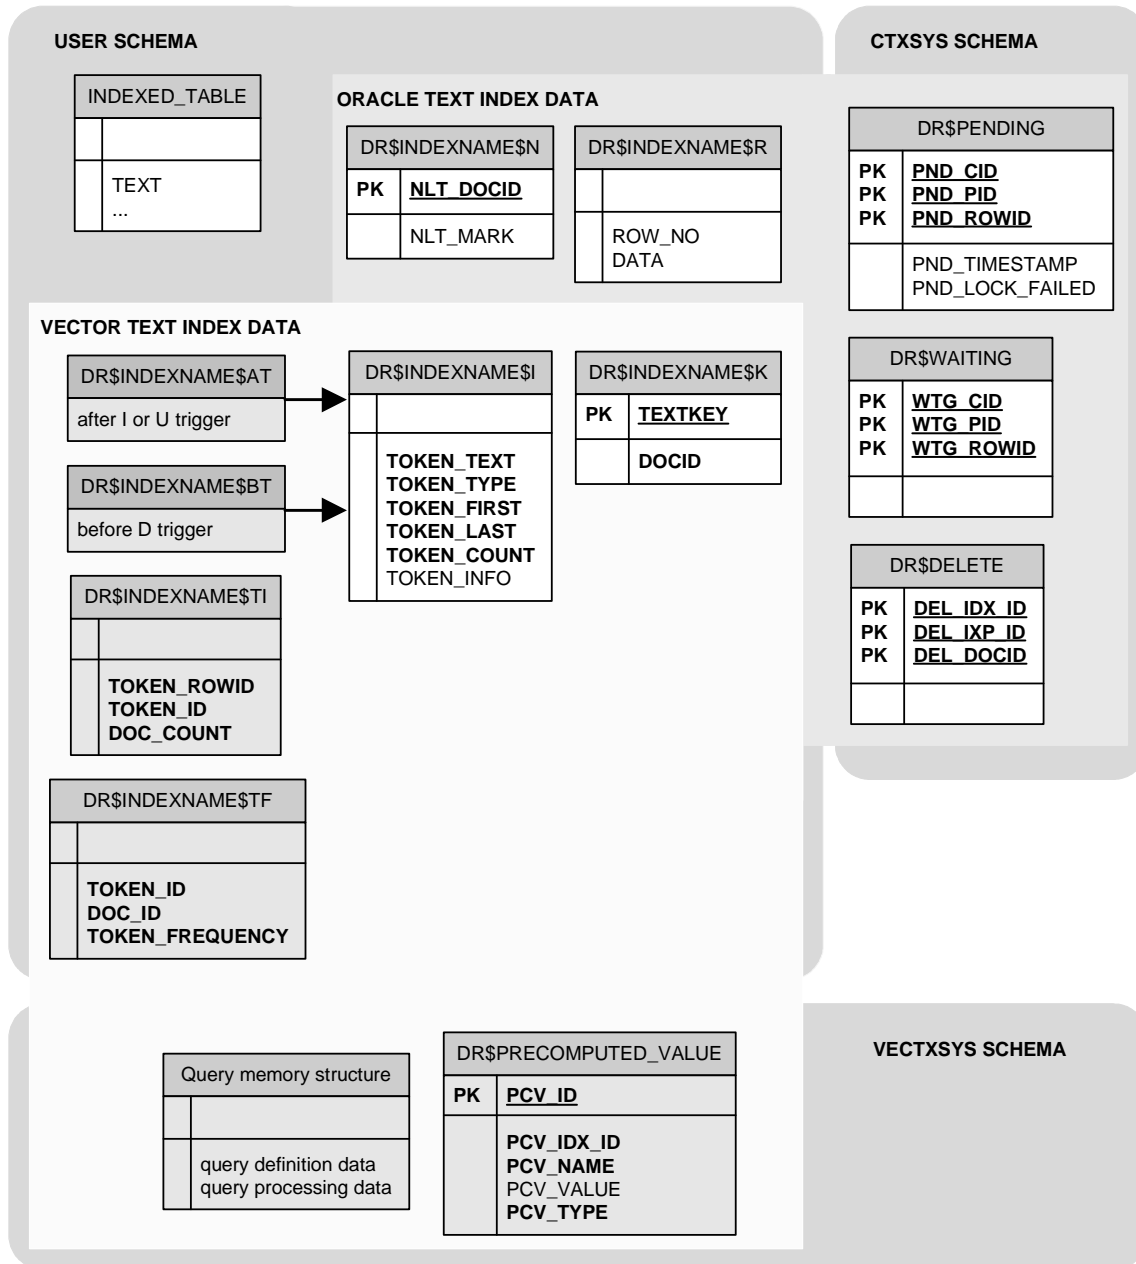 USER SCHEMA
CTXSYS SCHEMA
INDEXED_TABLE
TEXT
...
ORACLE TEXT INDEX DATA
DR$INDEXNAME$N
PK NLT_DOCID
NLT_MARK
DR$INDEXNAME$R
ROW_NO
DATA
DR$PENDING
PK PND_CID
PK PND_PID
PK PND_ROWID
PND_TIMESTAMP
PND_LOCK_FAILED
VECTOR TEXT INDEX DATA
DR$INDEXNAME$AT
after I or U trigger
DR$INDEXNAME$BT
before D trigger
DR$INDEXNAME$I
TOKEN_TEXT
TOKEN_TYPE
TOKEN_FIRST
TOKEN_LAST
TOKEN_COUNT
TOKEN_INFO
DR$INDEXNAME$K
PK TEXTKEY
DOCID
DR$WAITING
PK WTG_CID
PK WTG_PID
PK WTG_ROWID
DR$DELETE
PK DEL_IDX_ID
PK DEL_IXP_ID
PK DEL_DOCID
DR$INDEXNAME$TI
TOKEN_ROWID
TOKEN_ID
DOC_COUNT
DR$INDEXNAME$TF
TOKEN_ID
DOC_ID
TOKEN_FREQUENCY
Query memory structure
query definition data
query processing data
DR$PRECOMPUTED_VALUE
PK PCV_ID
PCV_IDX_ID
PCV_NAME
PCV_VALUE
PCV_TYPE
VECTXSYS SCHEMA